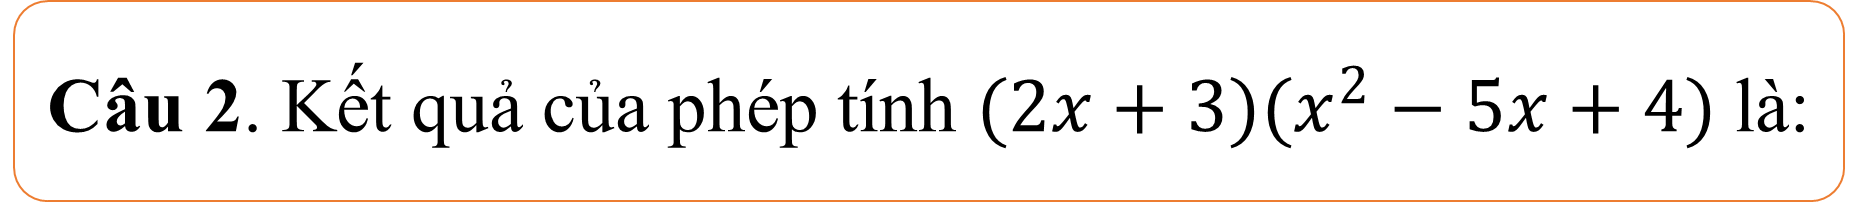 Câu 2. Kết quả của phép tính (2x + 3)(x² − 5x + 4) là: